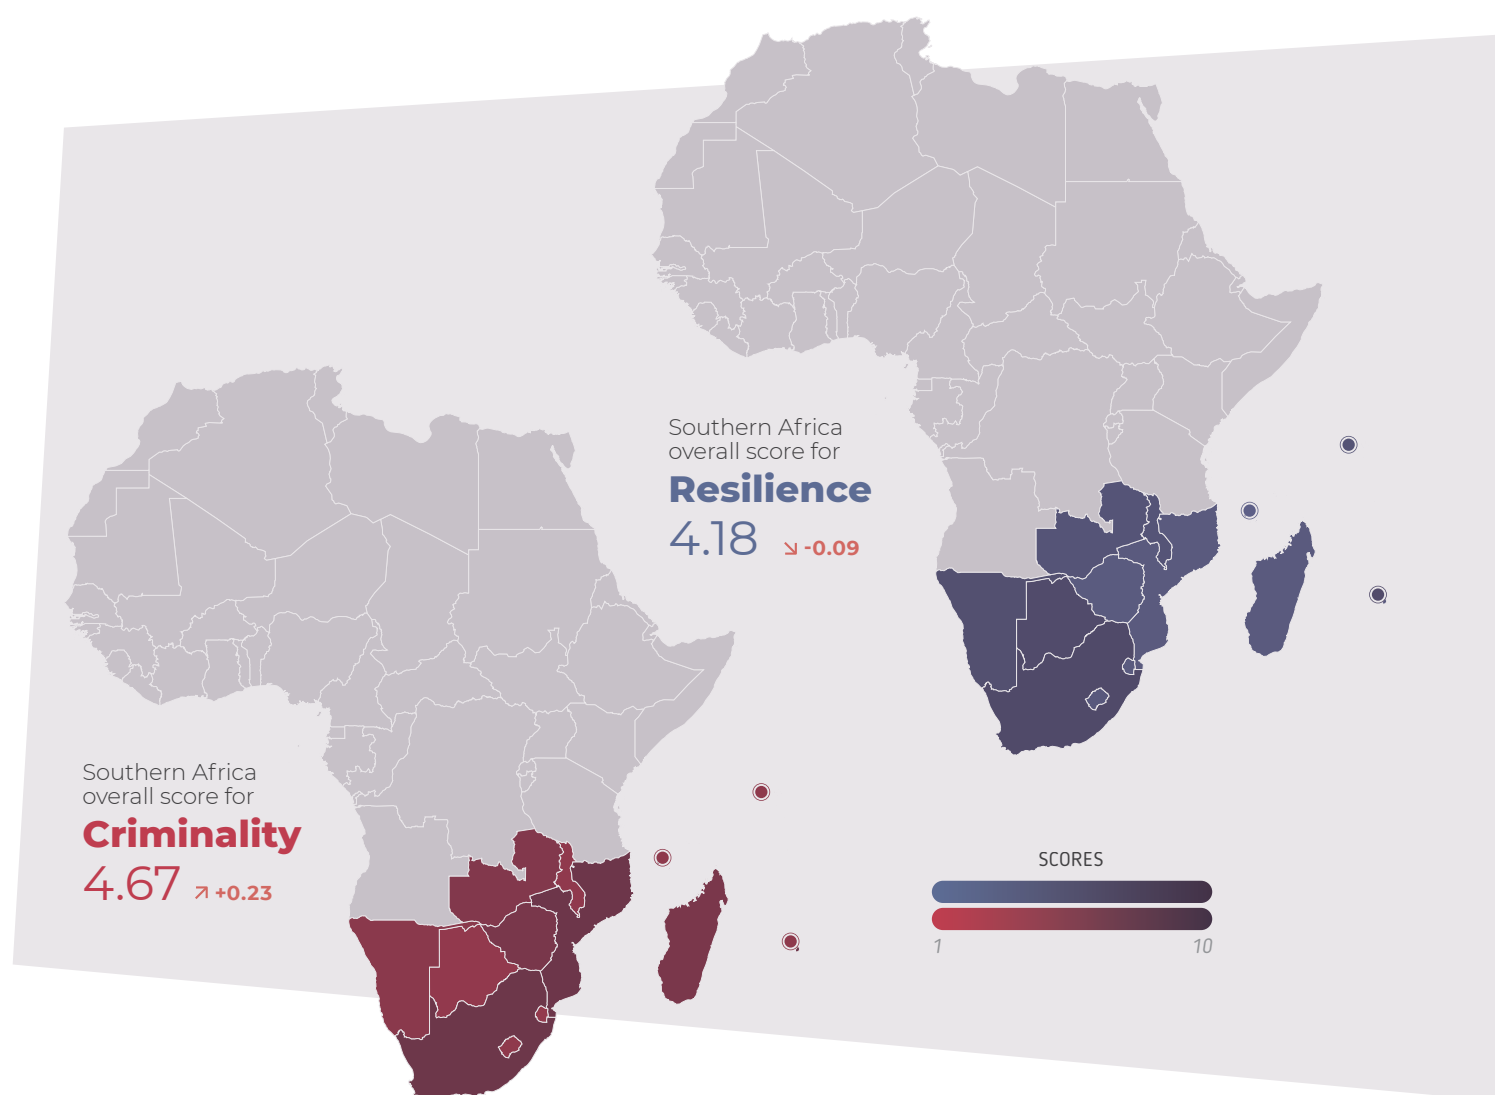 Southern Africa
overall score for
Resilience
4.18 ↘ -0.09
Southern Africa
overall score for
Criminality
4.67 ↗ +0.23
SCORES
1 10